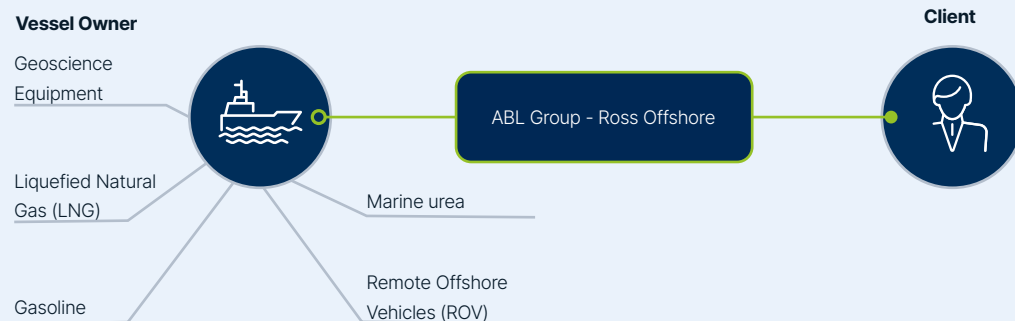 Vessel Owner
Client
Geoscience
Equipment
ABL Group - Ross Offshore
Liquefied Natural
Gas (LNG)
Marine urea
Remote Offshore
Vehicles (ROV)
Gasoline